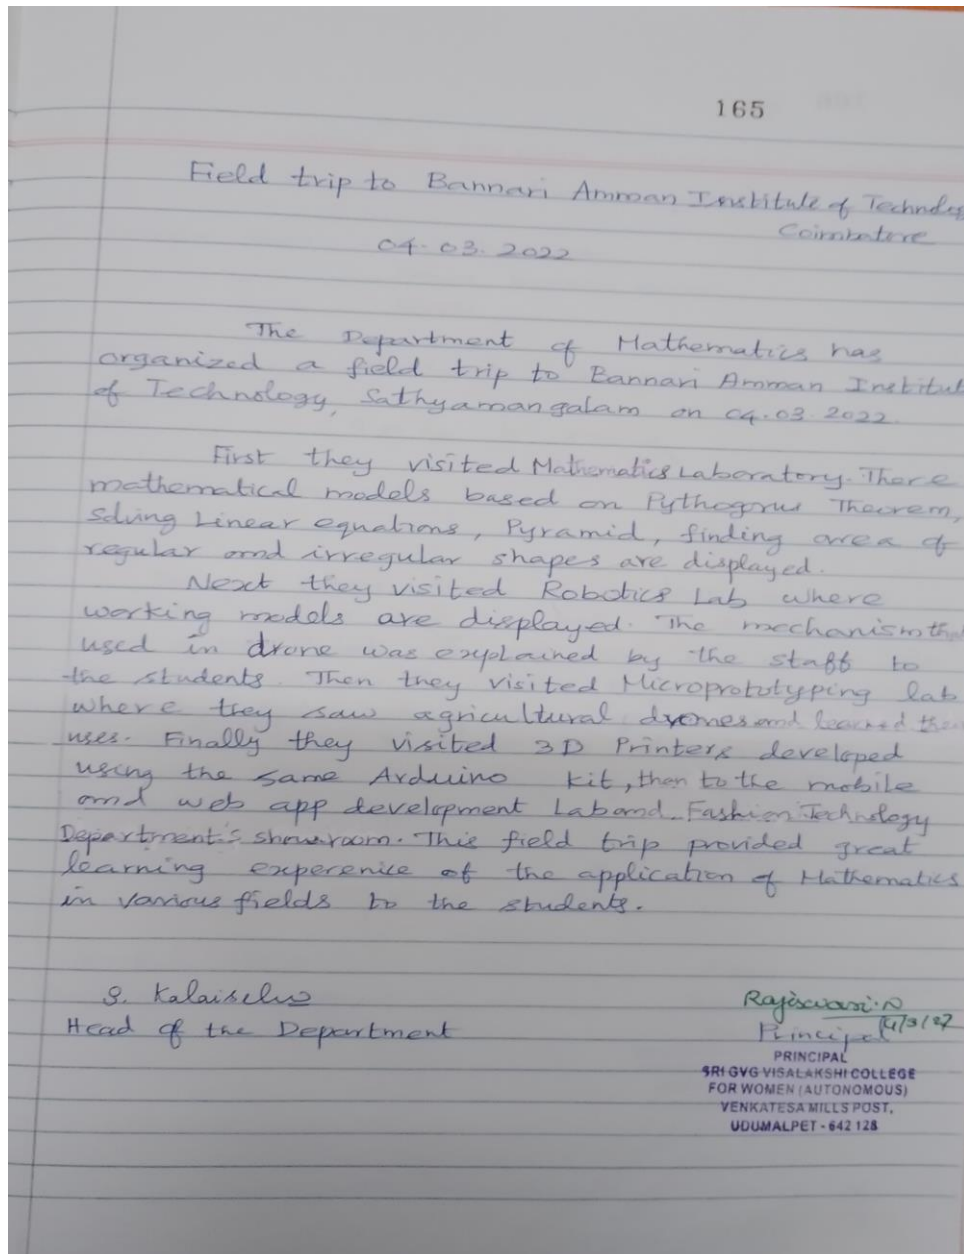 165
Field trip to Bannari Amman Institute of Technolog
Coimbatore
04.03.2022
The Department of Mathematics has
organized a field trip to Bannari Amman Institut
of Technology, Sathyamangalam on 04.03.2022.
First they visited Mathematics Laboratory. There
mathematical models based on Pythogorus Theorem,
Solving Linear equations, Pyramid, finding area of
regular and irregular shapes are displayed.
Next they visited Robotics Lab where
working models are displayed. The mechanism tha
used in drone was explained by the staff to
the students. Then they visited Microprototyping lab
where they saw agricultural drones and learned their
uses. Finally they visited 3D Printers developed
using the same Arduino kit, then to the mobile
and web app development Lab and Fashion Technology
Department's showroom. This field trip provided great
learning experenice of the application of Mathematics
in various fields to the students.
S. Kalaiselvi
Head of the Department
Rajeswari.N
Principal
PRINCIPAL
SRI GVG VISALAKSHI COLLEGE
FOR WOMEN (AUTONOMOUS)
VENKATESA MILLS POST,
UDUMALPET - 642 128